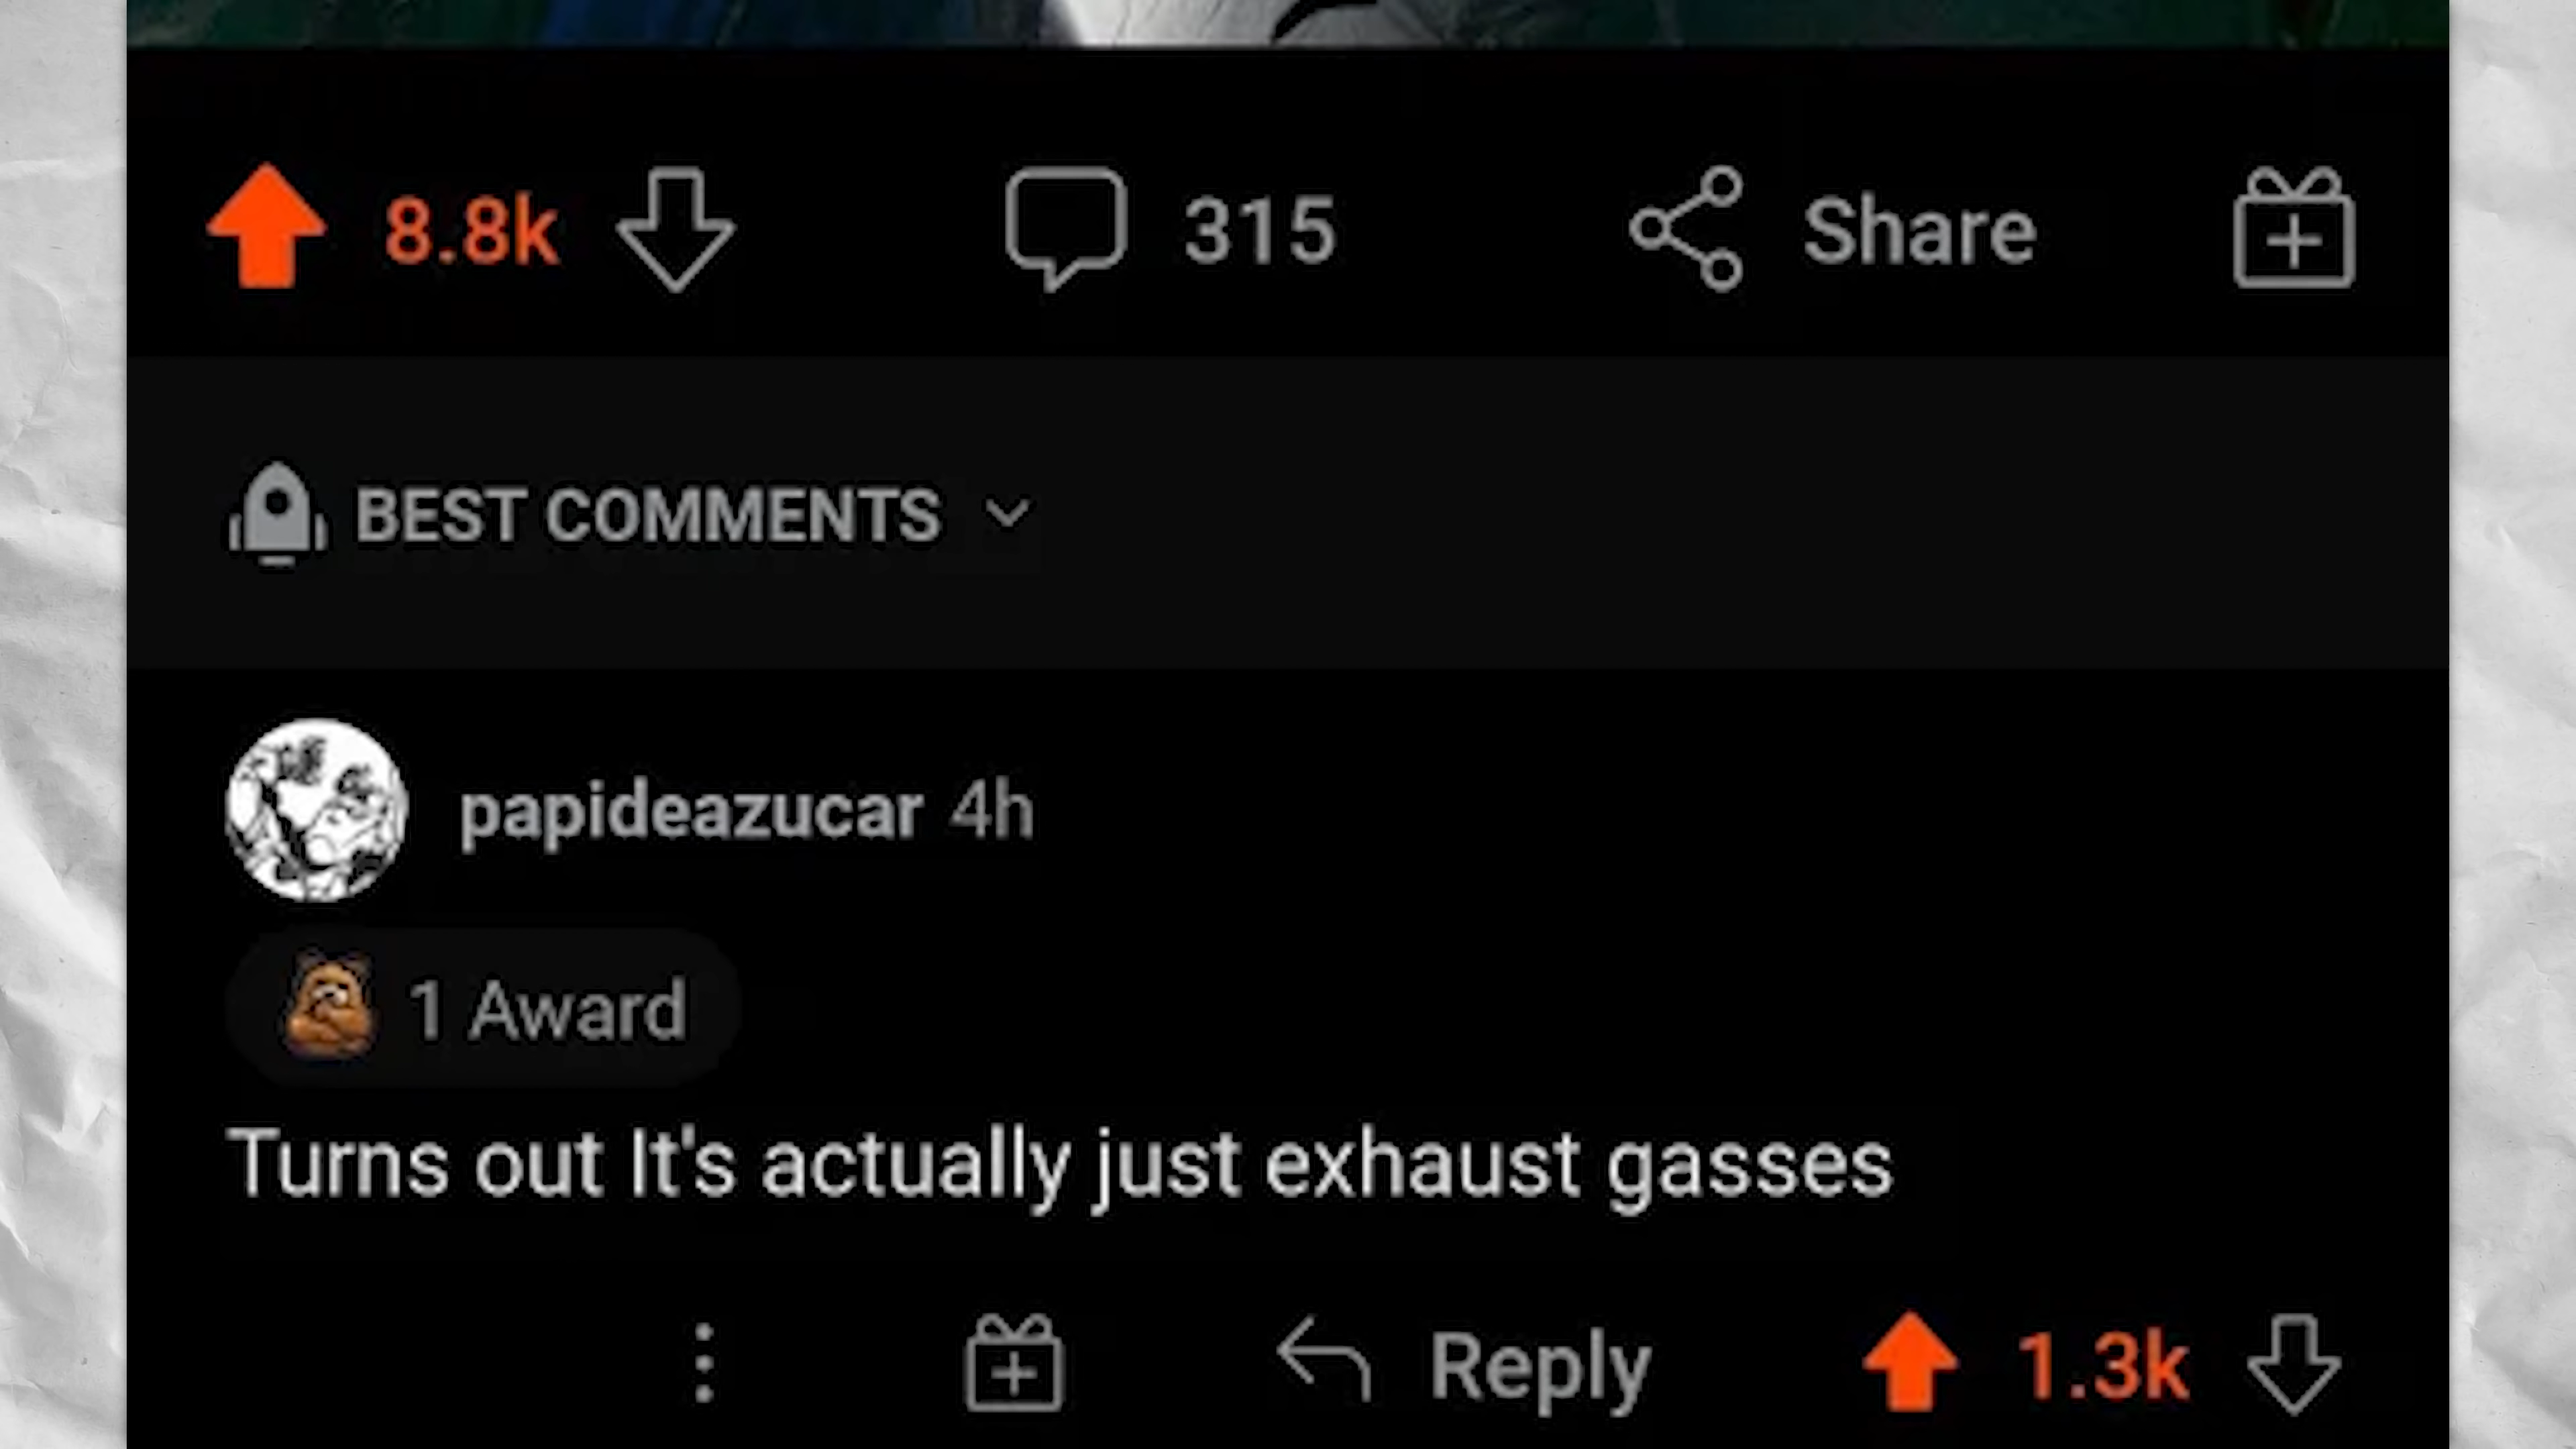 8.8k 315 Share
BEST COMMENTS
papideazucar 4h
1 Award
Turns out It's actually just exhaust gasses
Reply 1.3k